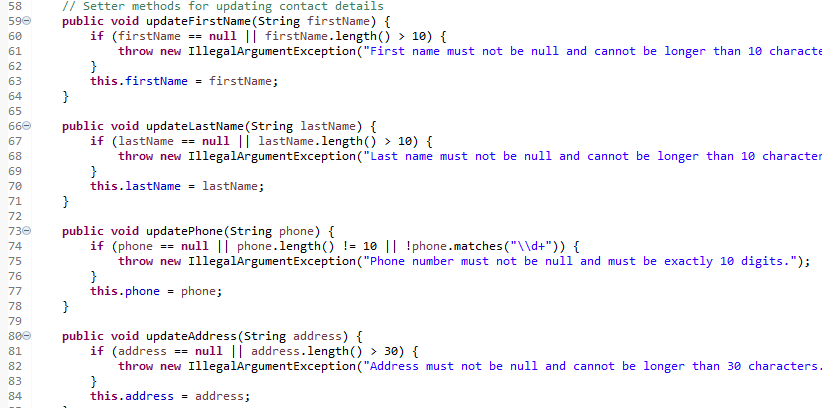 58 // Setter methods for updating contact details
59 public void updateFirstName(String firstName) {
60 if (firstName == null || firstName.length() > 10) {
61 throw new IllegalArgumentException("First name must not be null and cannot be longer than 10 characte
62 }
63 this.firstName = firstName;
64 }
65
66 public void updateLastName(String lastName) {
67 if (lastName == null || lastName.length() > 10) {
68 throw new IllegalArgumentException("Last name must not be null and cannot be longer than 10 character
69 }
70 this.lastName = lastName;
71 }
72
73 public void updatePhone(String phone) {
74 if (phone == null || phone.length() != 10 || !phone.matches("\\d+")) {
75 throw new IllegalArgumentException("Phone number must not be null and must be exactly 10 digits.");
76 }
77 this.phone = phone;
78 }
79
80 public void updateAddress(String address) {
81 if (address == null || address.length() > 30) {
82 throw new IllegalArgumentException("Address must not be null and cannot be longer than 30 characters.
83 }
84 this.address = address;